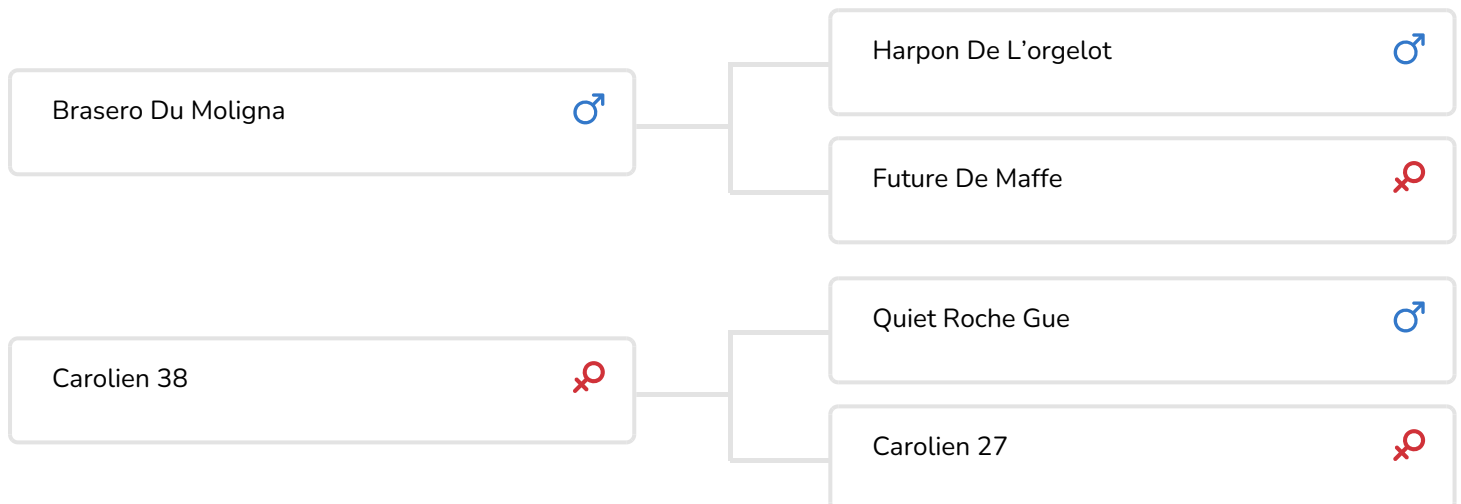 Brasero Du Moligna
Harpon De L’orgelot
Future De Maffe
Carolien 38
Quiet Roche Gue
Carolien 27